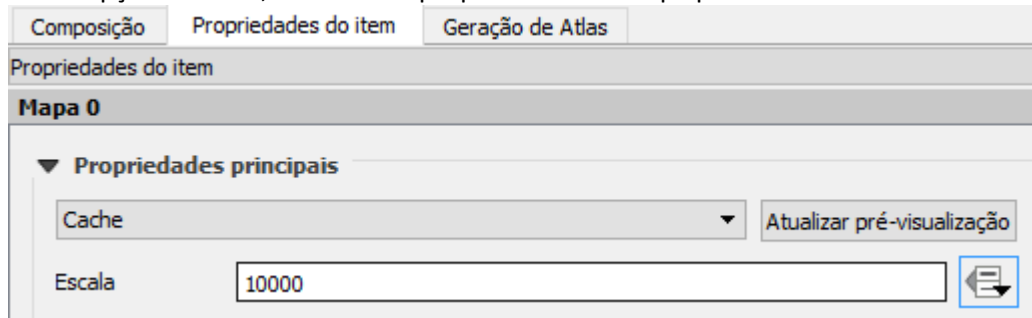 Composição Propriedades do item Geração de Atlas
Propriedades do item
Mapa 0
Propriedades principais
Cache Atualizar pré-visualização
Escala 10000